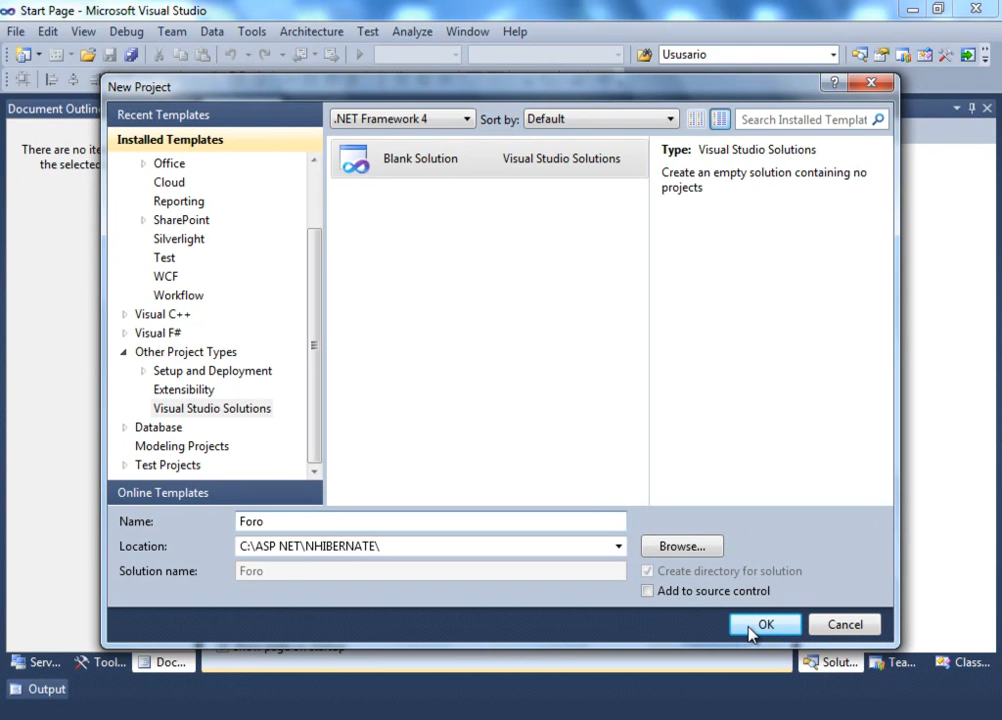 Start Page - Microsoft Visual Studio
File Edit View Debug Team Data Tools Architecture Test Analyze Window Help
Ususario
Document Outlin
New Project
There are no ite
the selected
Recent Templates
Installed Templates
Office
Cloud
Reporting
SharePoint
Silverlight
Test
WCF
Workflow
Visual C++
Visual F#
Other Project Types
Setup and Deployment
Extensibility
Visual Studio Solutions
Database
Modeling Projects
Test Projects
Online Templates
.NET Framework 4 Sort by: Default Search Installed Templat
Blank Solution Visual Studio Solutions
Type: Visual Studio Solutions
Create an empty solution containing no
projects
Name: Foro
Location: C:\ASP NET\NHIBERNATE\ Browse...
Solution name: Foro Create directory for solution
Add to source control
OK Cancel
Serv... Tool... Doc... Solut... Tea... Class...
Output